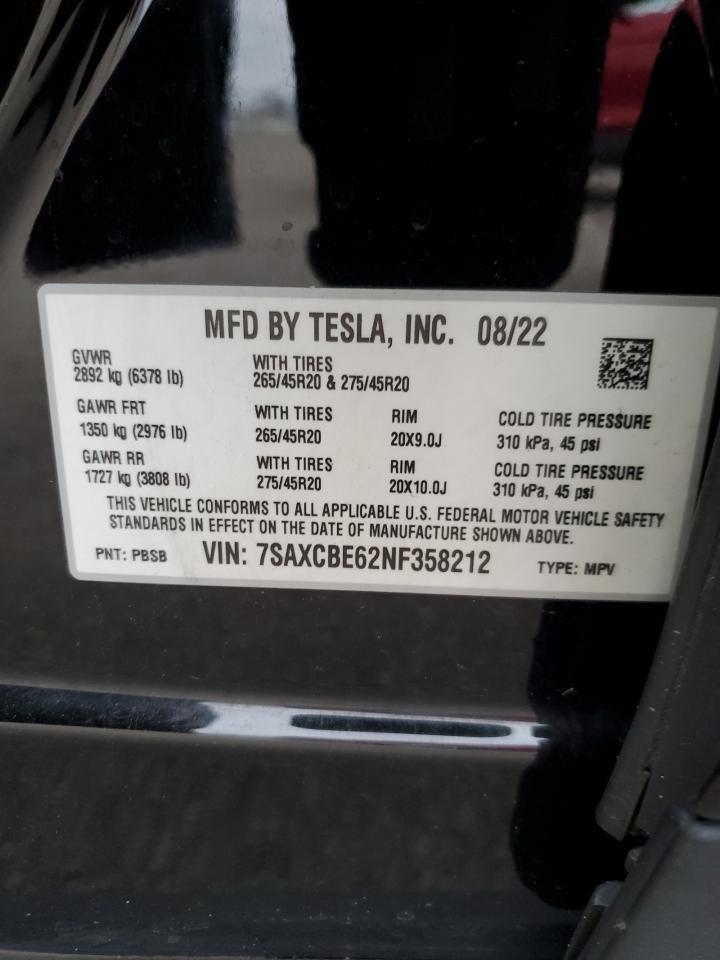 MFD BY TESLA, INC. 08/22
GVWR
2892 kg (6378 lb)
WITH TIRES
265/45R20 & 275/45R20
GAWR FRT
1350 kg (2976 lb)
WITH TIRES
265/45R20
RIM
20X9.0J
COLD TIRE PRESSURE
310 kPa, 45 psi
GAWR RR
1727 kg (3808 lb)
WITH TIRES
275/45R20
RIM
20X10.0J
COLD TIRE PRESSURE
310 kPa, 45 psi
THIS VEHICLE CONFORMS TO ALL APPLICABLE U.S. FEDERAL MOTOR VEHICLE SAFETY
STANDARDS IN EFFECT ON THE DATE OF MANUFACTURE SHOWN ABOVE.
PNT: PBSB VIN: 7SAXCBE62NF358212 TYPE: MPV